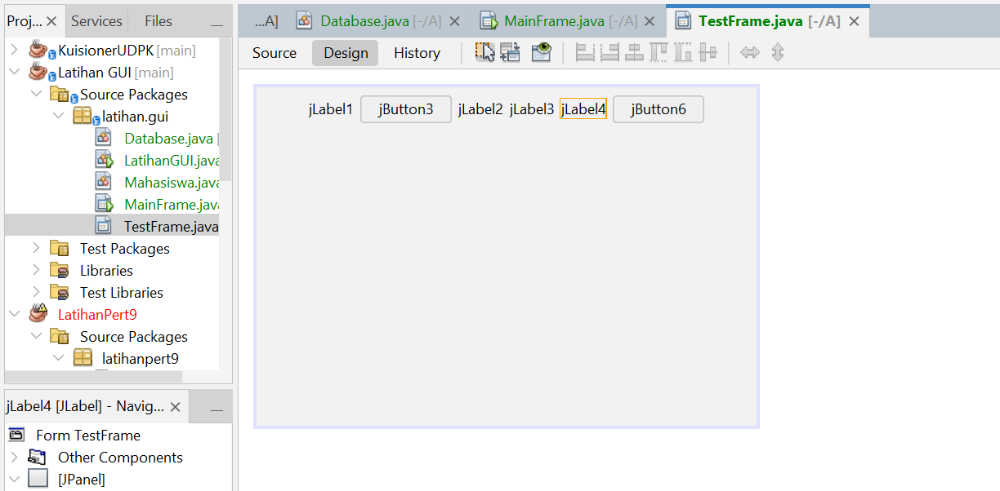 Proj...
Services
Files
KuisionerUDPK [main]
Latihan GUI [main]
Source Packages
latihan.gui
Database.java
LatihanGUI.java
Mahasiswa.java
MainFrame.java
TestFrame.java
Test Packages
Libraries
Test Libraries
LatihanPert9
Source Packages
latihanpert9
jLabel4 [JLabel] - Navig...
Form TestFrame
Other Components
[JPanel]
...A] Database.java [-/A] MainFrame.java [-/A] TestFrame.java [-/A]
Source Design History
jLabel1 jButton3 jLabel2 jLabel3 jLabel4 jButton6